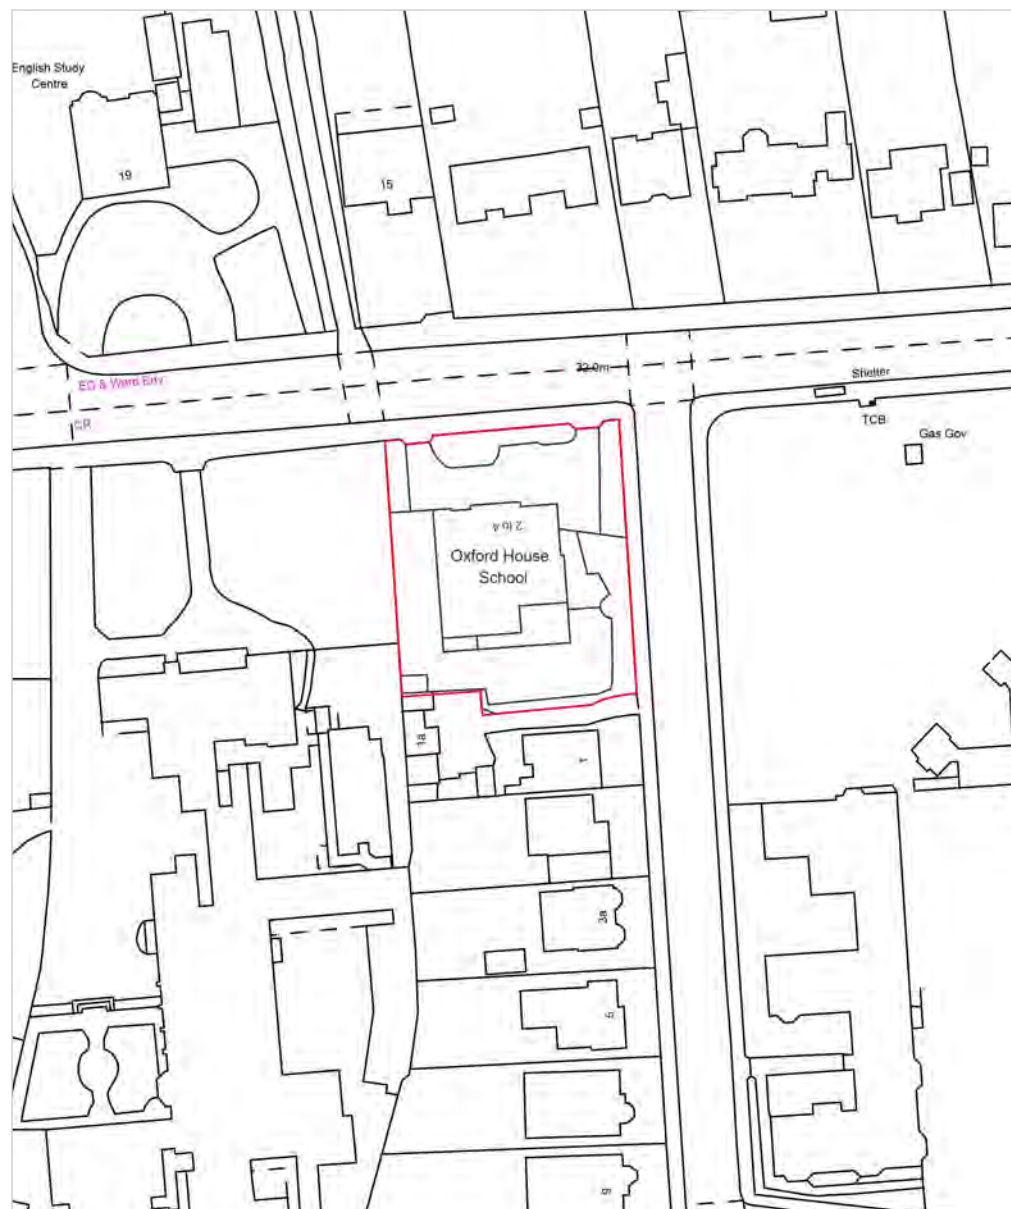 English Study
Centre
19
15
ED & Ward Bdy
32.0m
Shelter
CR
TCB
Gas Gov
2 to 4
Oxford House
School
1a
1
3a
5
9